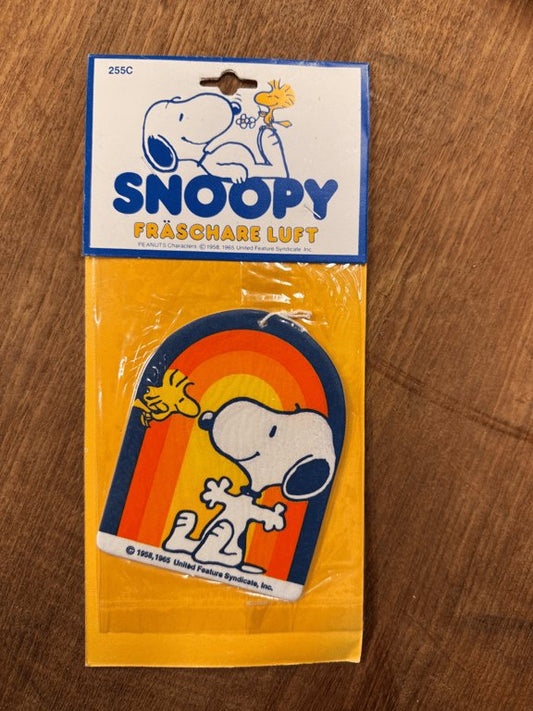 255C
SNOOPY
FRÄSCHARE LUFT
PEANUTS Characters © 1958, 1965 United Feature Syndicate Inc.
© 1958, 1965 United Feature Syndicate, Inc.